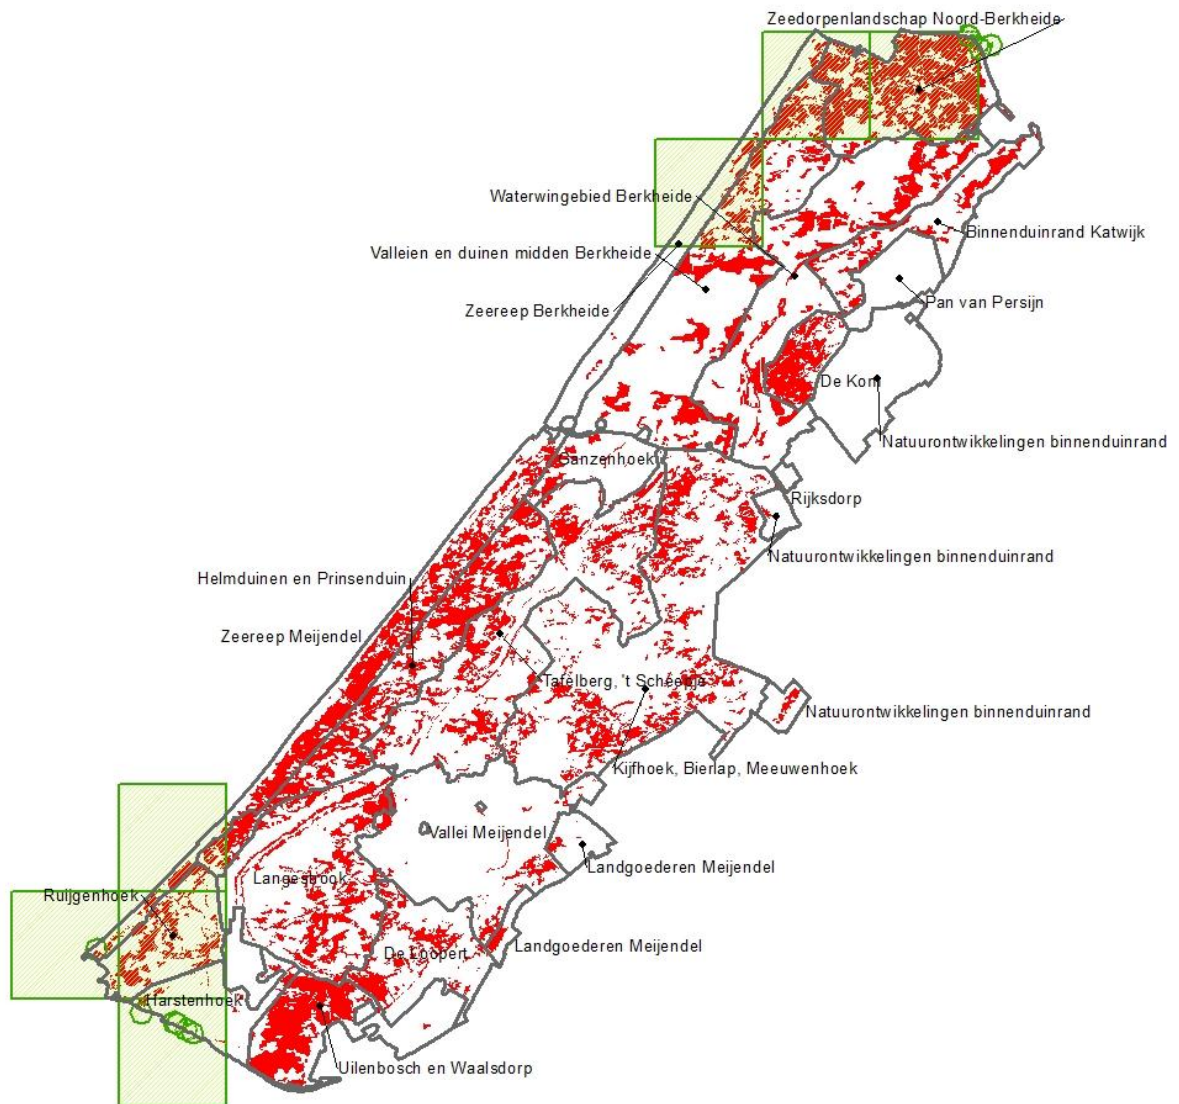 Zeedorpenlandschap Noord-Berkheide
Waterwingebied Berkheide
Binnenduinrand Katwijk
Valleien en duinen midden Berkheide
Pan van Persijn
Zeereep Berkheide
De Kom
Natuurontwikkelingen binnenduinrand
Ganzenhoek
Rijksdorp
Natuurontwikkelingen binnenduinrand
Helmduinen en Prinsenduin
Zeereep Meijendel
Tafelberg, 't Scheepje
Natuurontwikkelingen binnenduinrand
Kijfhoek, Bierlap, Meeuwenhoek
Vallei Meijendel
Landgoederen Meijendel
Langesbrook
Ruijgenhoek
Landgoederen Meijendel
De Loopert
Harstenhoek
Uilenbosch en Waalsdorp